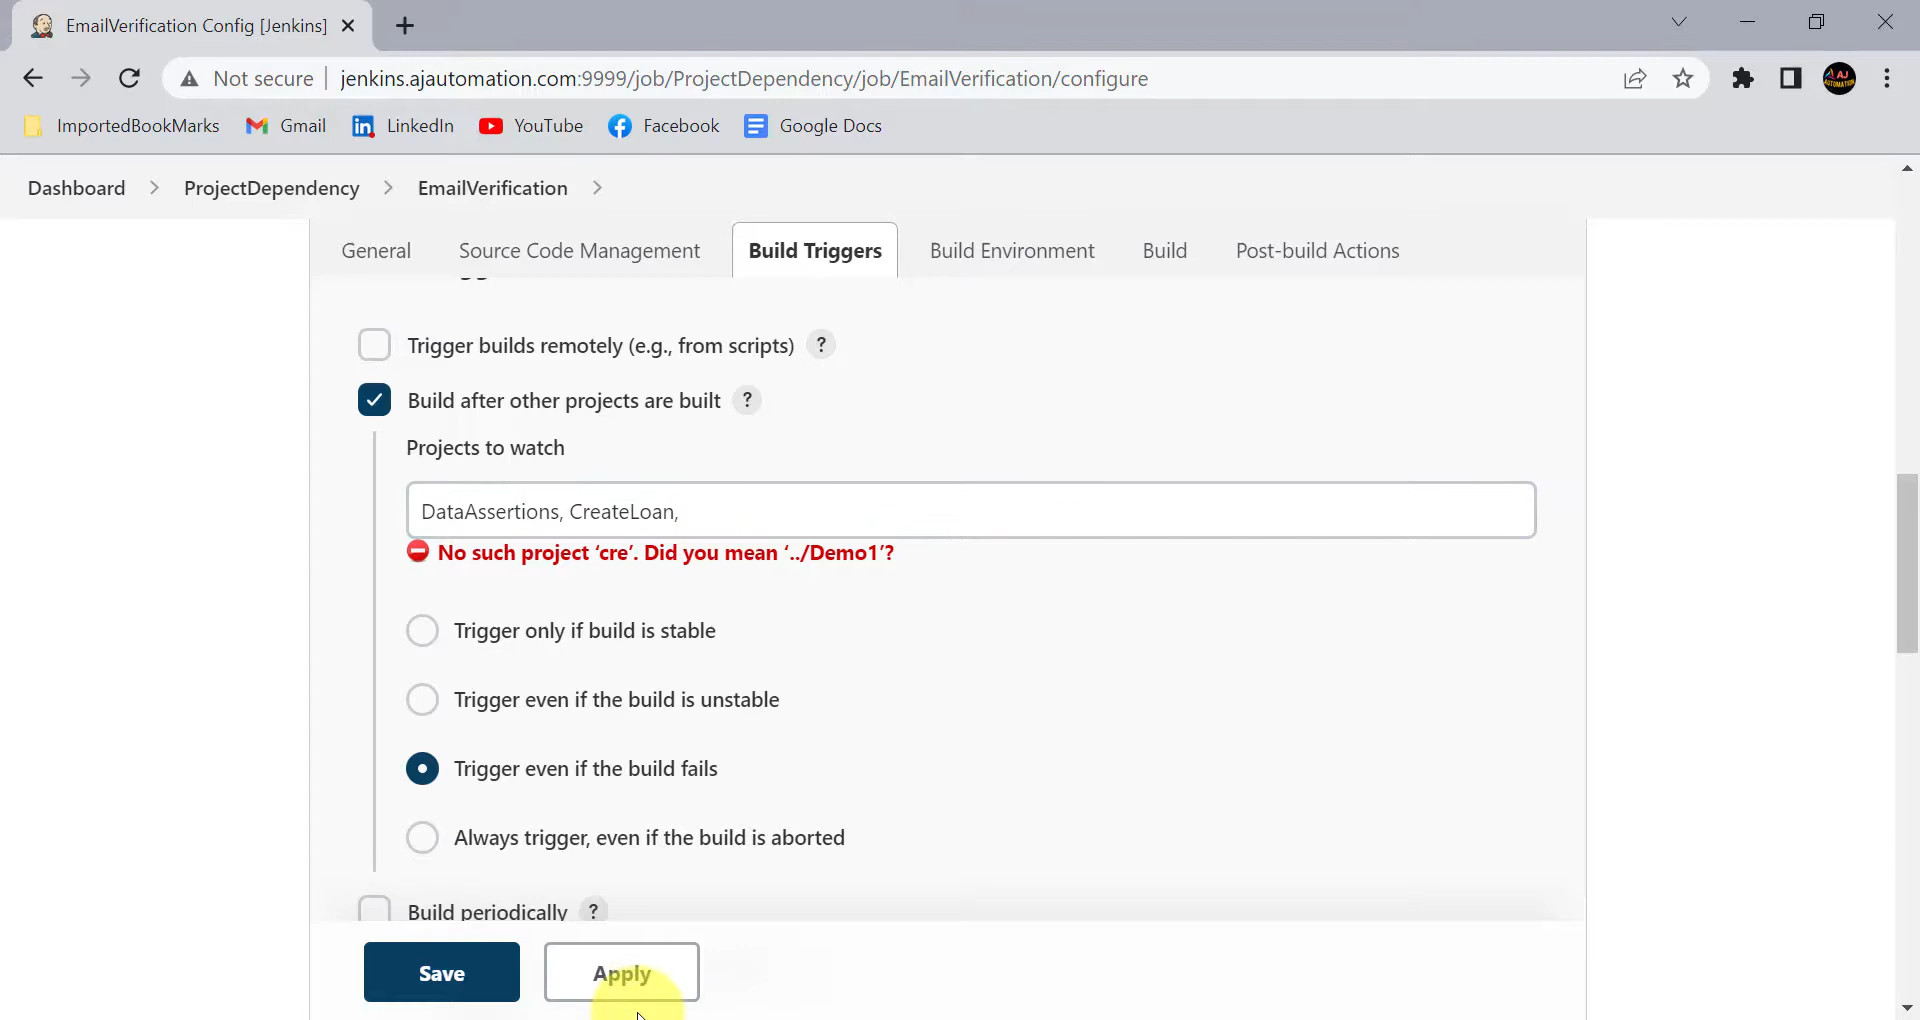 EmailVerification Config [Jenkins]
Not secure jenkins.ajautomation.com:9999/job/ProjectDependency/job/EmailVerification/configure
ImportedBookMarks Gmail LinkedIn YouTube Facebook Google Docs
Dashboard ProjectDependency EmailVerification
General Source Code Management Build Triggers Build Environment Build Post-build Actions
Trigger builds remotely (e.g., from scripts) ?
Build after other projects are built ?
Projects to watch
DataAssertions, CreateLoan,
No such project ‘cre’. Did you mean ‘../Demo1’?
Trigger only if build is stable
Trigger even if the build is unstable
Trigger even if the build fails
Always trigger, even if the build is aborted
Build periodically ?
Save Apply